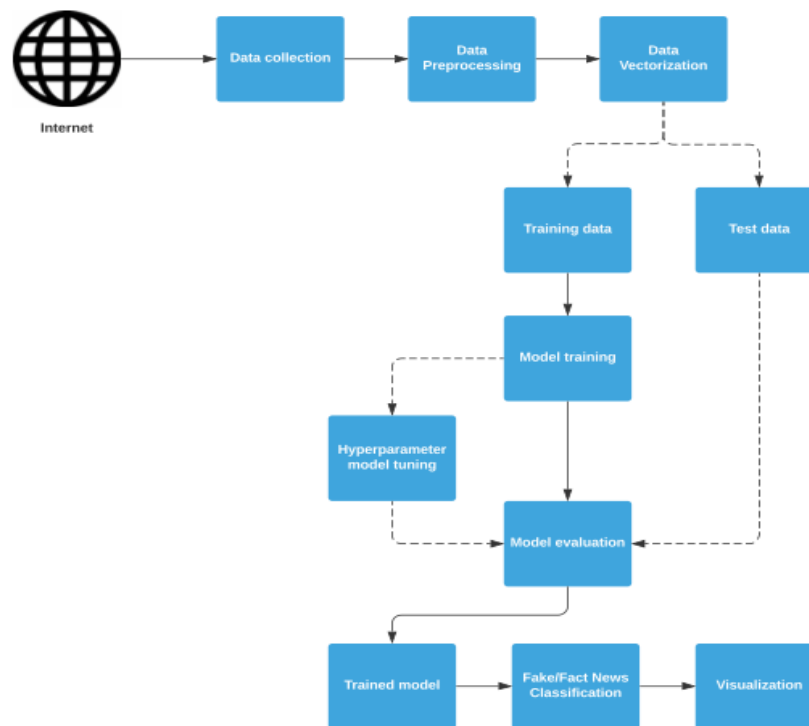 Data collection
Data
Preprocessing
Data
Vectorization
Internet
Training data
Test data
Model training
Hyperparameter
model tuning
Model evaluation
Trained model
Fake/Fact News
Classification
Visualization